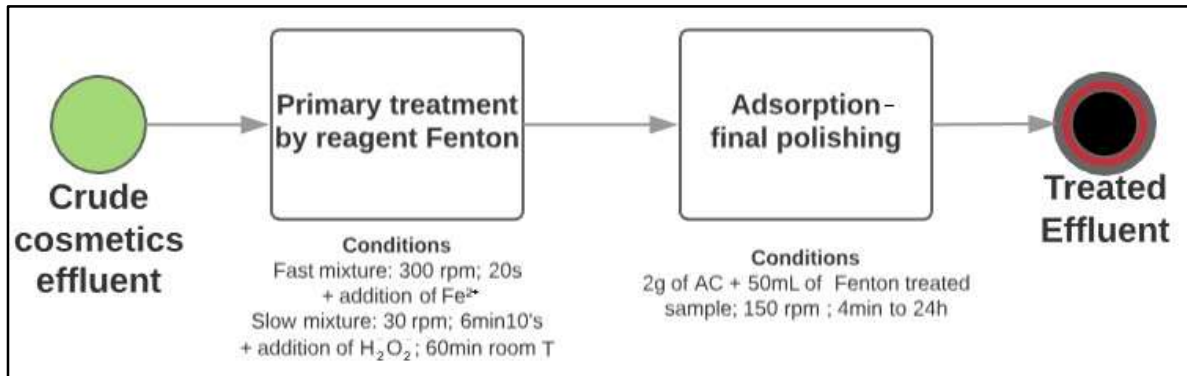 Crude
cosmetics
effluent
Primary treatment
by reagent Fenton
Conditions
Fast mixture: 300 rpm; 20s
+ addition of Fe²⁺
Slow mixture: 30 rpm; 6min10's
+ addition of H₂O₂; 60min room T
Adsorption-
final polishing
Conditions
2g of AC + 50mL of Fenton treated
sample; 150 rpm ; 4min to 24h
Treated
Effluent